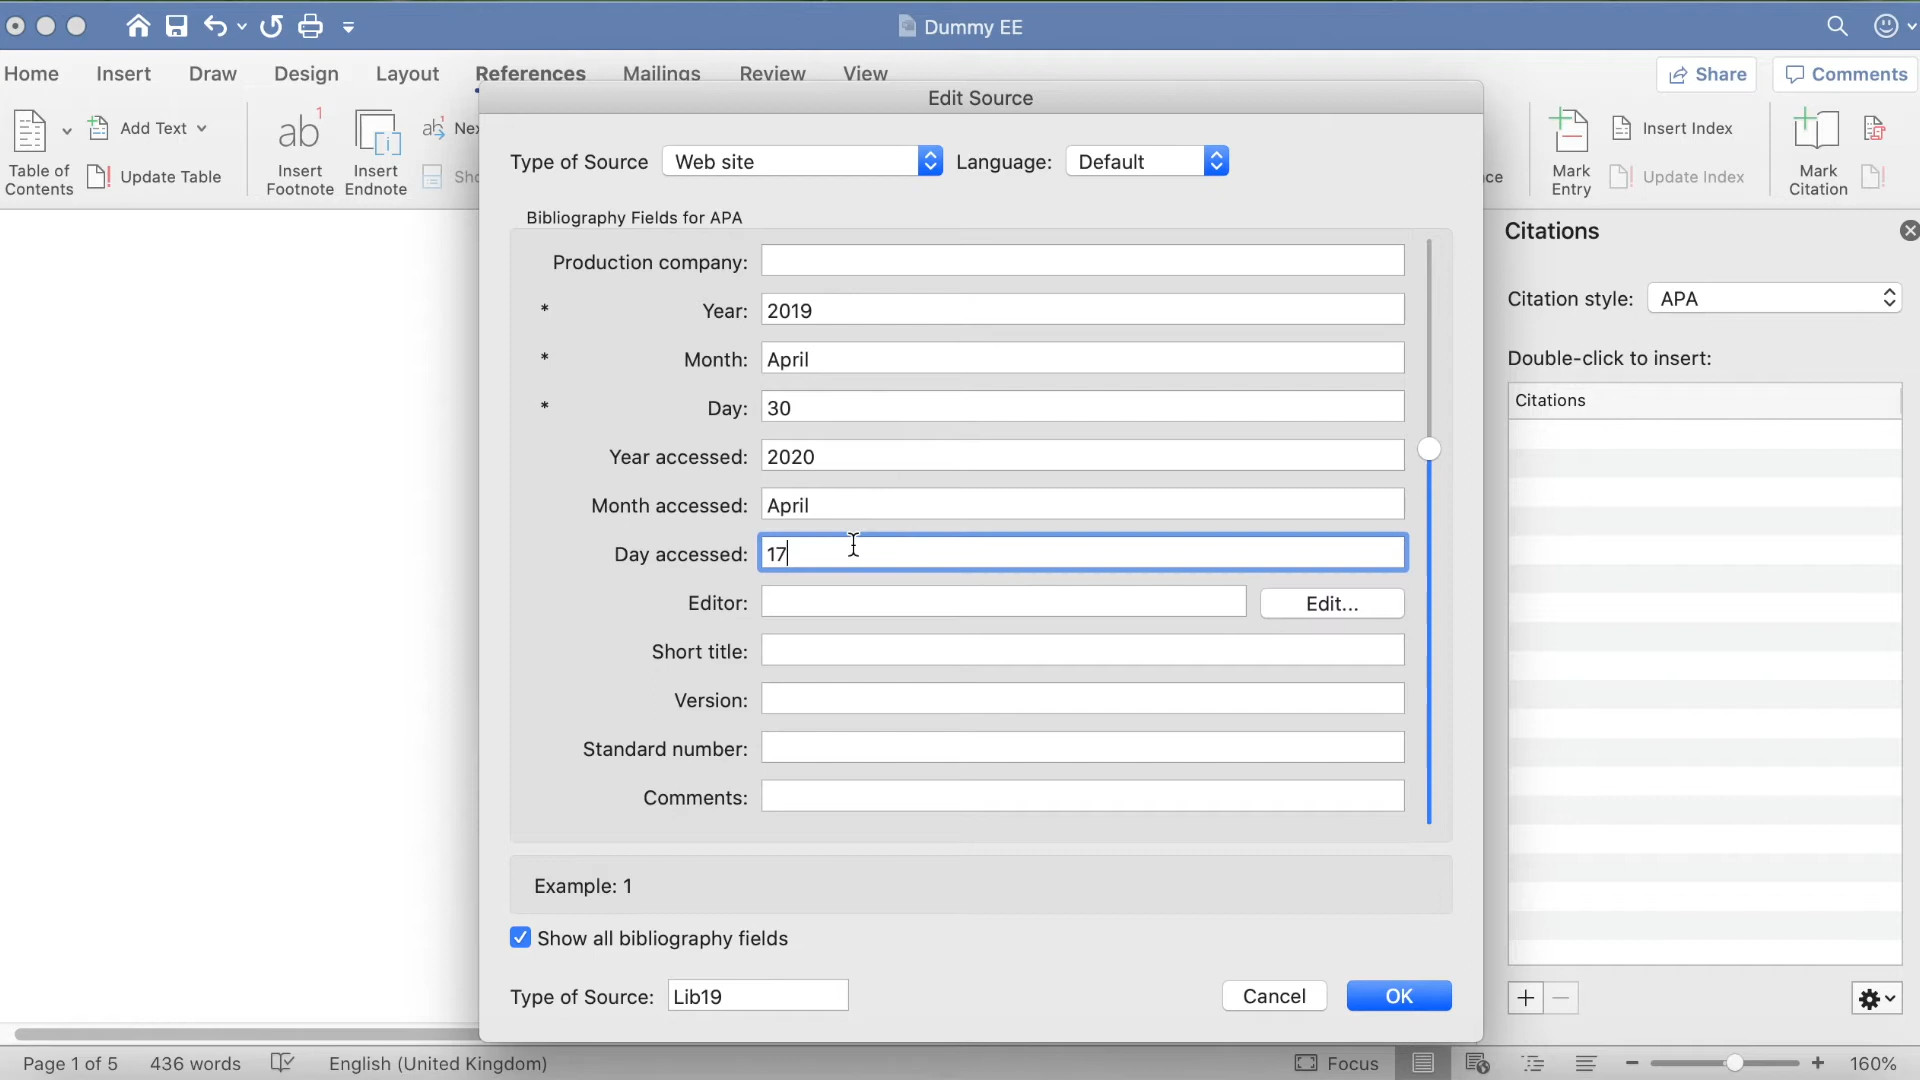 Dummy EE
Home Insert Draw Design Layout References Mailings Review View Share Comments
Table of Contents
Add Text
Update Table
ab1
Insert Footnote
Insert Endnote
ab Nex
Sho
ce
Mark Entry
Insert Index
Update Index
Mark Citation
Edit Source
Type of Source Web site Language: Default
Bibliography Fields for APA
Production company:
* Year: 2019
* Month: April
* Day: 30
Year accessed: 2020
Month accessed: April
Day accessed: 17
Editor: Edit...
Short title:
Version:
Standard number:
Comments:
Example: 1
Show all bibliography fields
Type of Source: Lib19 Cancel OK
Citations
Citation style: APA
Double-click to insert:
Citations
Page 1 of 5 436 words English (United Kingdom) Focus 160%